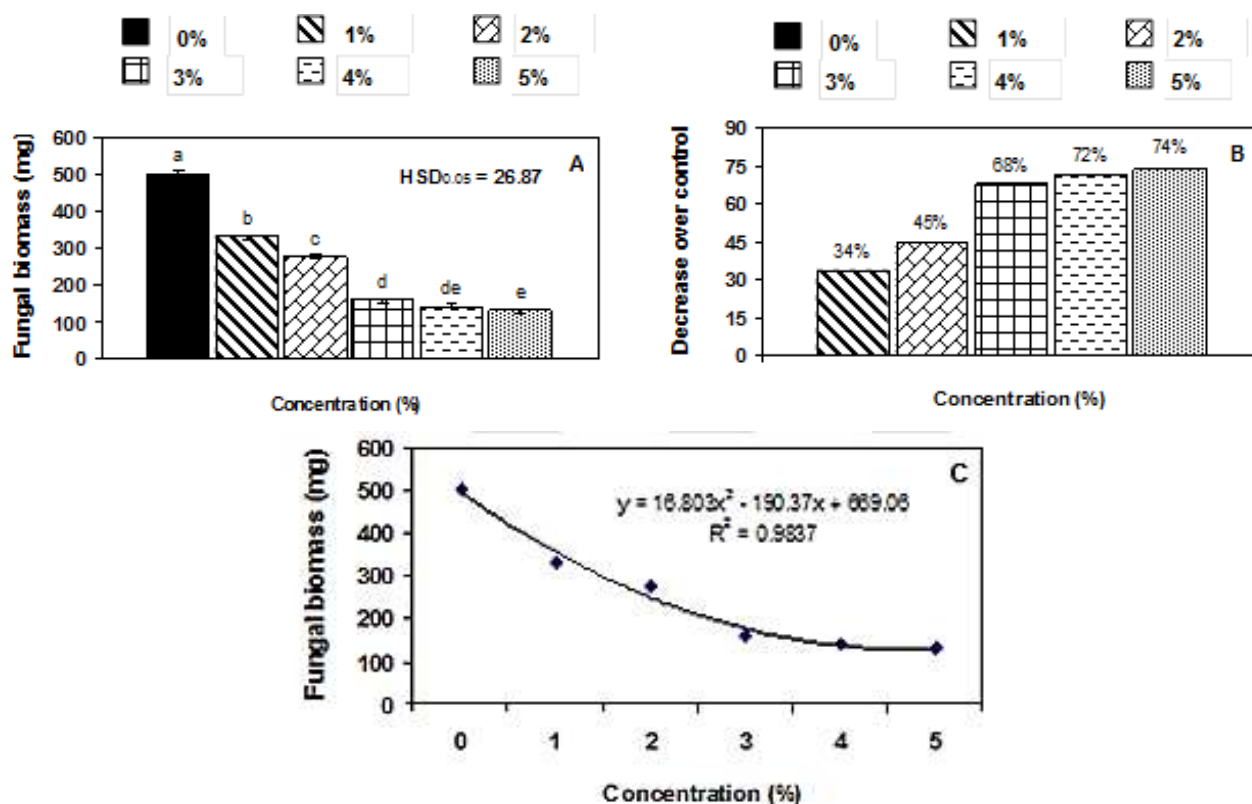 0% 1% 2%
3% 4% 5%
600
500
400
300
200
100
0
Fungal biomass (mg)
A
HSD0.05 = 26.87
a
b
c
d
de
e
Concentration (%)
0% 1% 2%
3% 4% 5%
90
75
60
45
30
15
0
Decrease over control
B
34%
45%
68%
72%
74%
Concentration (%)
600
500
400
300
200
100
0
Fungal biomass (mg)
C
y = 16.803x² - 190.37x + 669.06
R² = 0.9837
0 1 2 3 4 5
Concentration (%)